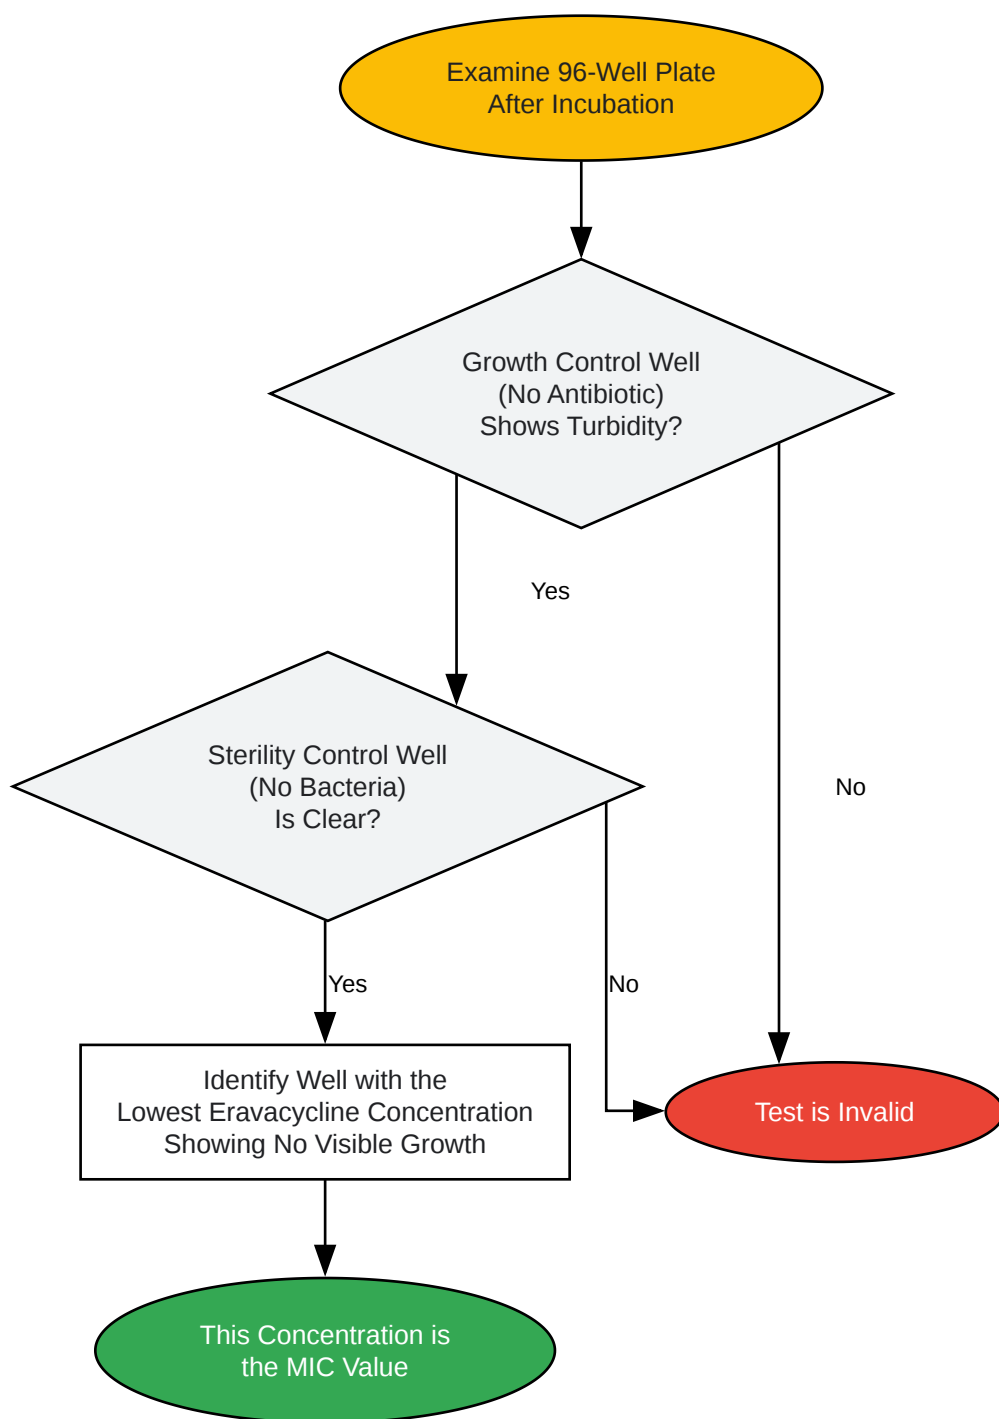 Examine 96-Well Plate
After Incubation
Growth Control Well
(No Antibiotic)
Shows Turbidity?
Yes
No
Sterility Control Well
(No Bacteria)
Is Clear?
Yes
No
Identify Well with the
Lowest Eravacycline Concentration
Showing No Visible Growth
Test is Invalid
This Concentration is
the MIC Value